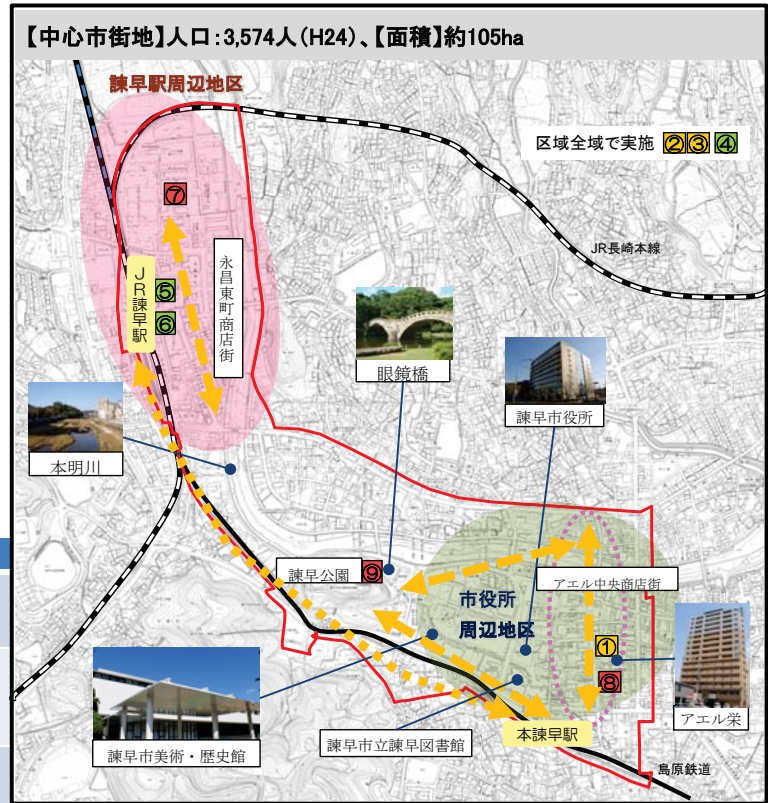 【中心市街地】人口:3,574人(H24)、【面積】約105ha
諫早駅周辺地区
区域全域で実施 ②③④
⑦
JR長崎本線
永昌東町商店街
JR諫早駅
⑤
⑥
眼鏡橋
諫早市役所
本明川
諫早公園
⑨
アエル中央商店街
市役所
周辺地区
①
⑧
アエル栄
諫早市美術・歴史館
諫早市立諫早図書館
本諫早駅
島原鉄道